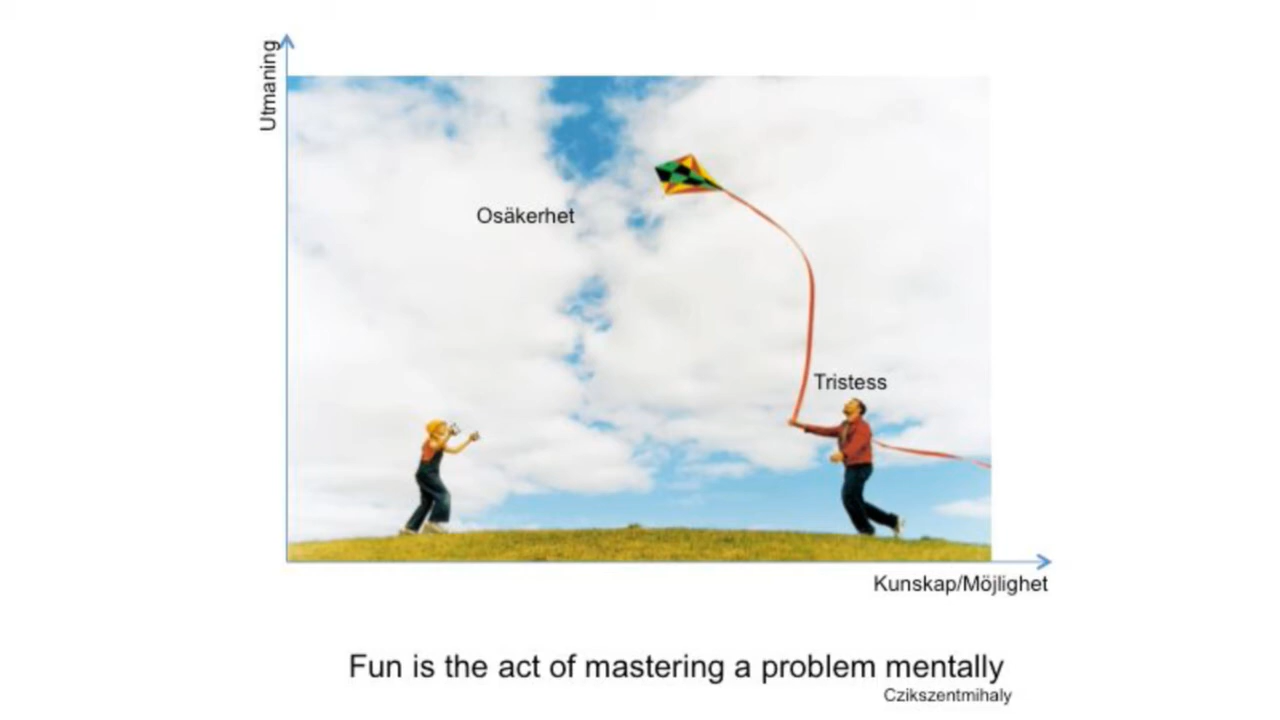 Utmaning
Osäkerhet
Tristess
Kunskap/Möjlighet
Fun is the act of mastering a problem mentally
Czikszentmihaly